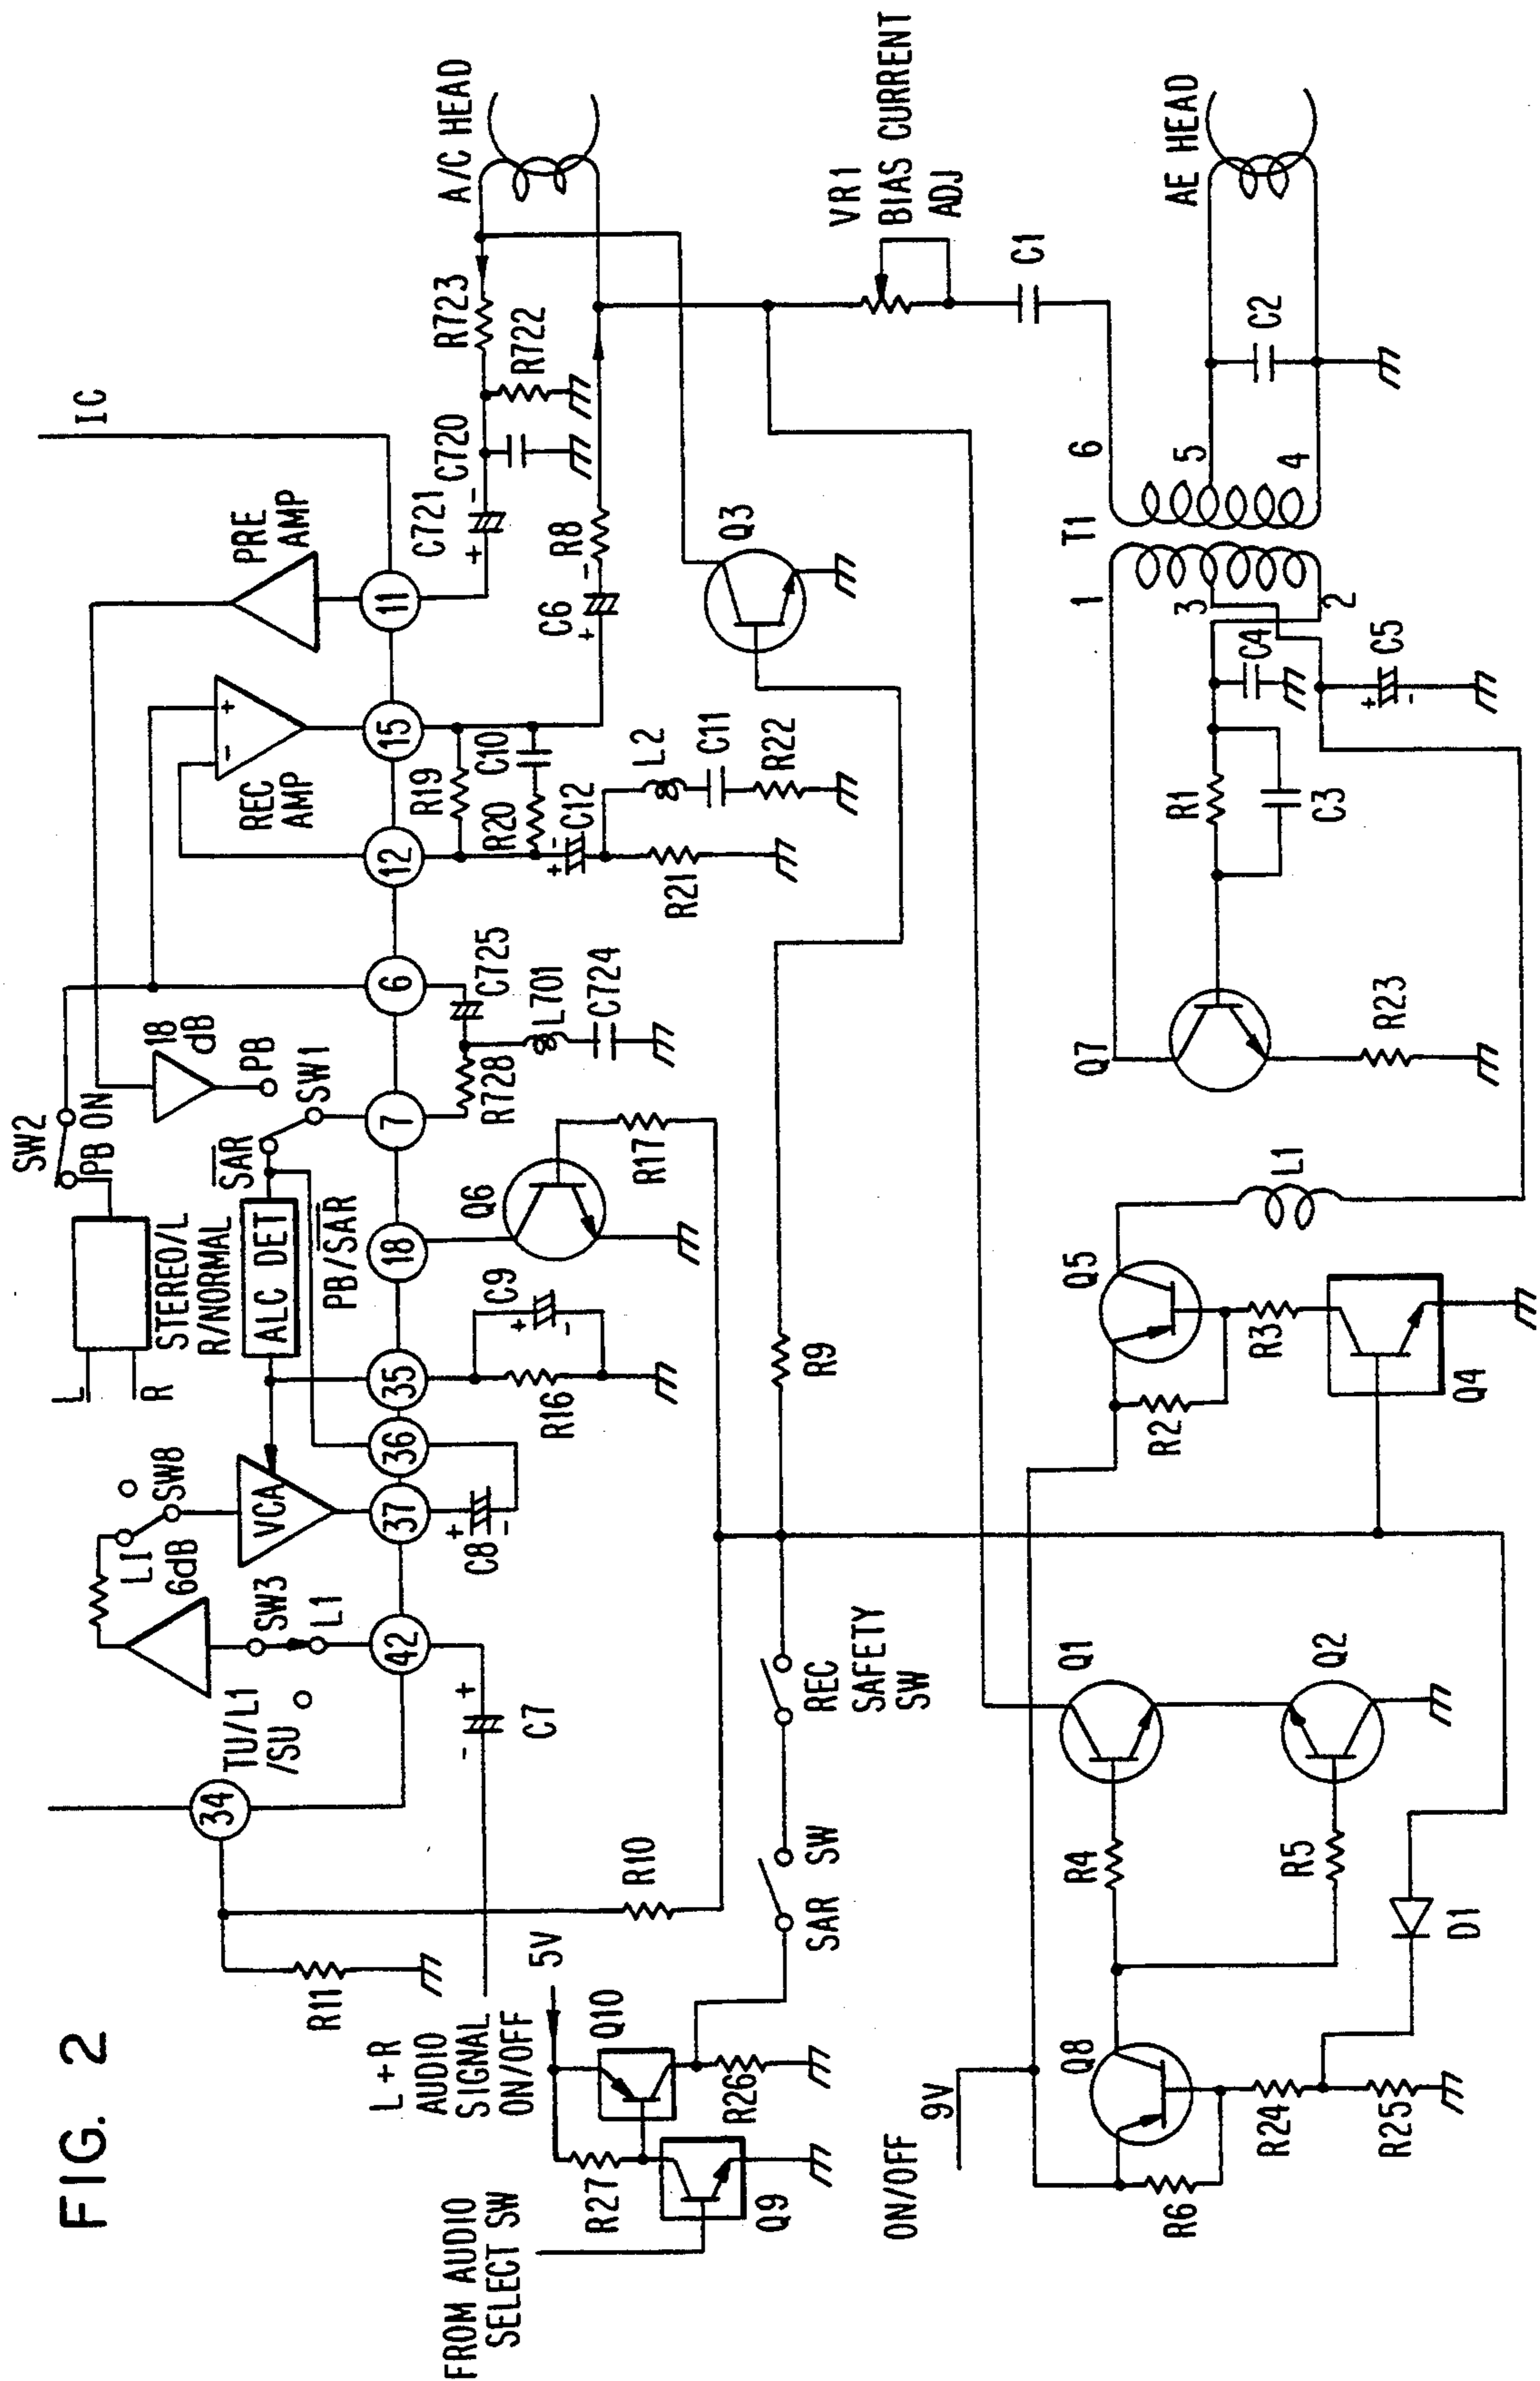 FIG. 2
IC
A/C HEAD
PRE
AMP
REC
AMP
+
-
18
dB
PB
SW2
PB ON
SW1
SAR
L
R
STEREO/L
R/NORMAL
ALC DET
PB/SAR
VCA
SW8
LI
6dB
SW3
L1
TU/L1
/SU
34
42
37
36
35
18
7
6
12
15
11
C721
+
-
C720
R723
R722
R8
C6
+
-
Q3
R19
C10
R20
C12
+
-
L2
C11
R22
R21
C725
L701
C724
R728
Q6
R17
C9
+
-
R16
C8
+
-
C7
+
-
R10
R11
R9
L+R
AUDIO
SIGNAL
ON/OFF
5V
Q10
R26
R27
Q9
FROM AUDIO
SELECT SW
SAR SW
REC
SAFETY
SW
VR1
BIAS CURRENT
ADJ
C1
AE HEAD
C2
T1
6
5
4
1
3
2
C4
C5
+
-
R1
C3
Q7
R23
L1
Q5
R3
R2
Q4
Q1
Q2
R4
R5
D1
Q8
R24
R25
R6
9V
ON/OFF